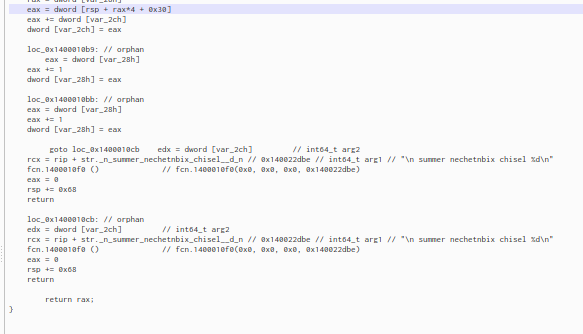 eax = dword [rsp + rax*4 + 0x30]
eax += dword [var_2ch]
dword [var_2ch] = eax
loc_0x1400010b9: // orphan
eax = dword [var_28h]
eax += 1
dword [var_28h] = eax
loc_0x1400010bb: // orphan
eax = dword [var_28h]
eax += 1
dword [var_28h] = eax
goto loc_0x1400010cb    edx = dword [var_2ch]    // int64_t arg2
rcx = rip + str._n_summer_nechetnbix_chisel__d_n // 0x140022dbe // int64_t arg1 // "\n summer nechetnbix chisel %d\n"
fcn.1400010f0 ()    // fcn.1400010f0(0x0, 0x0, 0x0, 0x140022dbe)
eax = 0
rsp += 0x68
return
loc_0x1400010cb: // orphan
edx = dword [var_2ch]    // int64_t arg2
rcx = rip + str._n_summer_nechetnbix_chisel__d_n // 0x140022dbe // int64_t arg1 // "\n summer nechetnbix chisel %d\n"
fcn.1400010f0 ()    // fcn.1400010f0(0x0, 0x0, 0x0, 0x140022dbe)
eax = 0
rsp += 0x68
return
return rax;
}